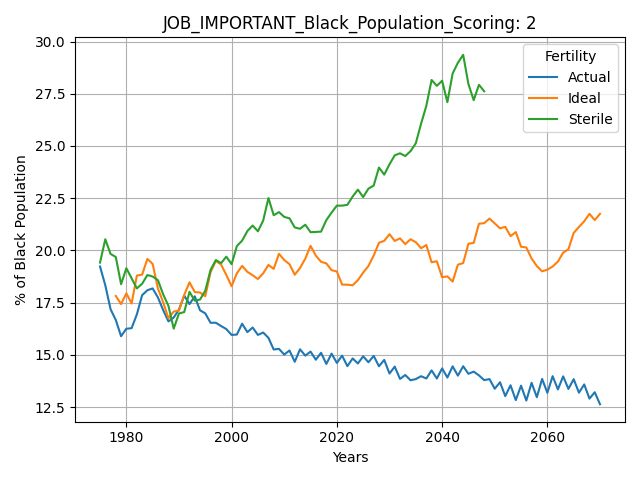 JOB_IMPORTANT_Black_Population_Scoring: 2
30.0
27.5
25.0
22.5
20.0
17.5
15.0
12.5
% of Black Population
Fertility
Actual
Ideal
Sterile
1980
2000
2020
2040
2060
Years